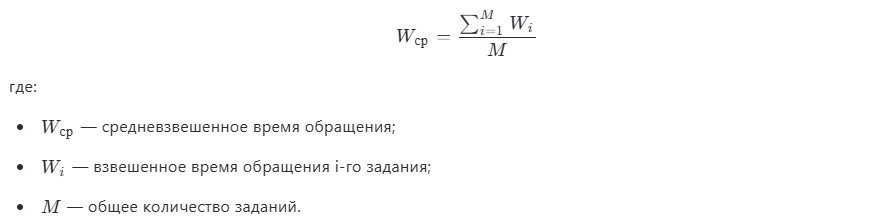 W_ср = \frac{\sum_{i=1}^{M} W_i}{M}
где:
• W_ср — средневзвешенное время обращения;
• W_i — взвешенное время обращения i-го задания;
• M — общее количество заданий.